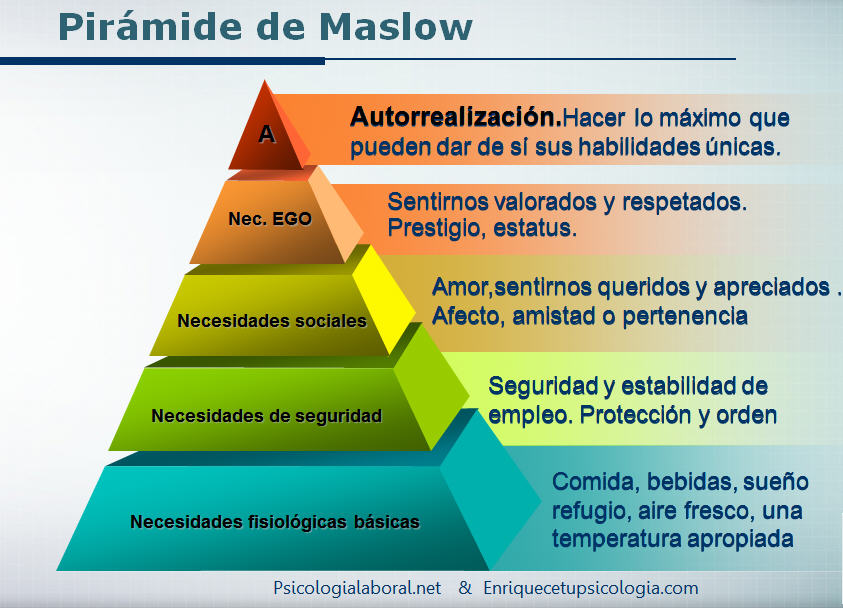 Pirámide de Maslow
A
Autorrealización.Hacer lo máximo que
pueden dar de sí sus habilidades únicas.
Nec. EGO
Sentirnos valorados y respetados.
Prestigio, estatus.
Necesidades sociales
Amor,sentirnos queridos y apreciados .
Afecto, amistad o pertenencia
Necesidades de seguridad
Seguridad y estabilidad de
empleo. Protección y orden
Necesidades fisiológicas básicas
Comida, bebidas, sueño
refugio, aire fresco, una
temperatura apropiada
Psicologialaboral.net & Enriquecetupsicologia.com